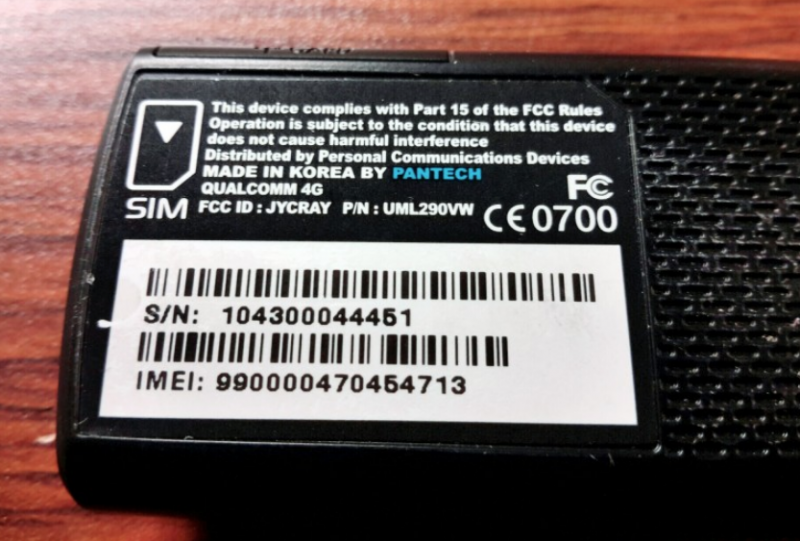 This device complies with Part 15 of the FCC Rules
Operation is subject to the condition that this device
does not cause harmful interference
Distributed by Personal Communications Devices
MADE IN KOREA BY PANTECH
QUALCOMM 4G
FC
SIM
FCC ID : JYCRAY P/N : UML290VW
CE0700
S/N: 104300044451
IMEI: 990000470454713